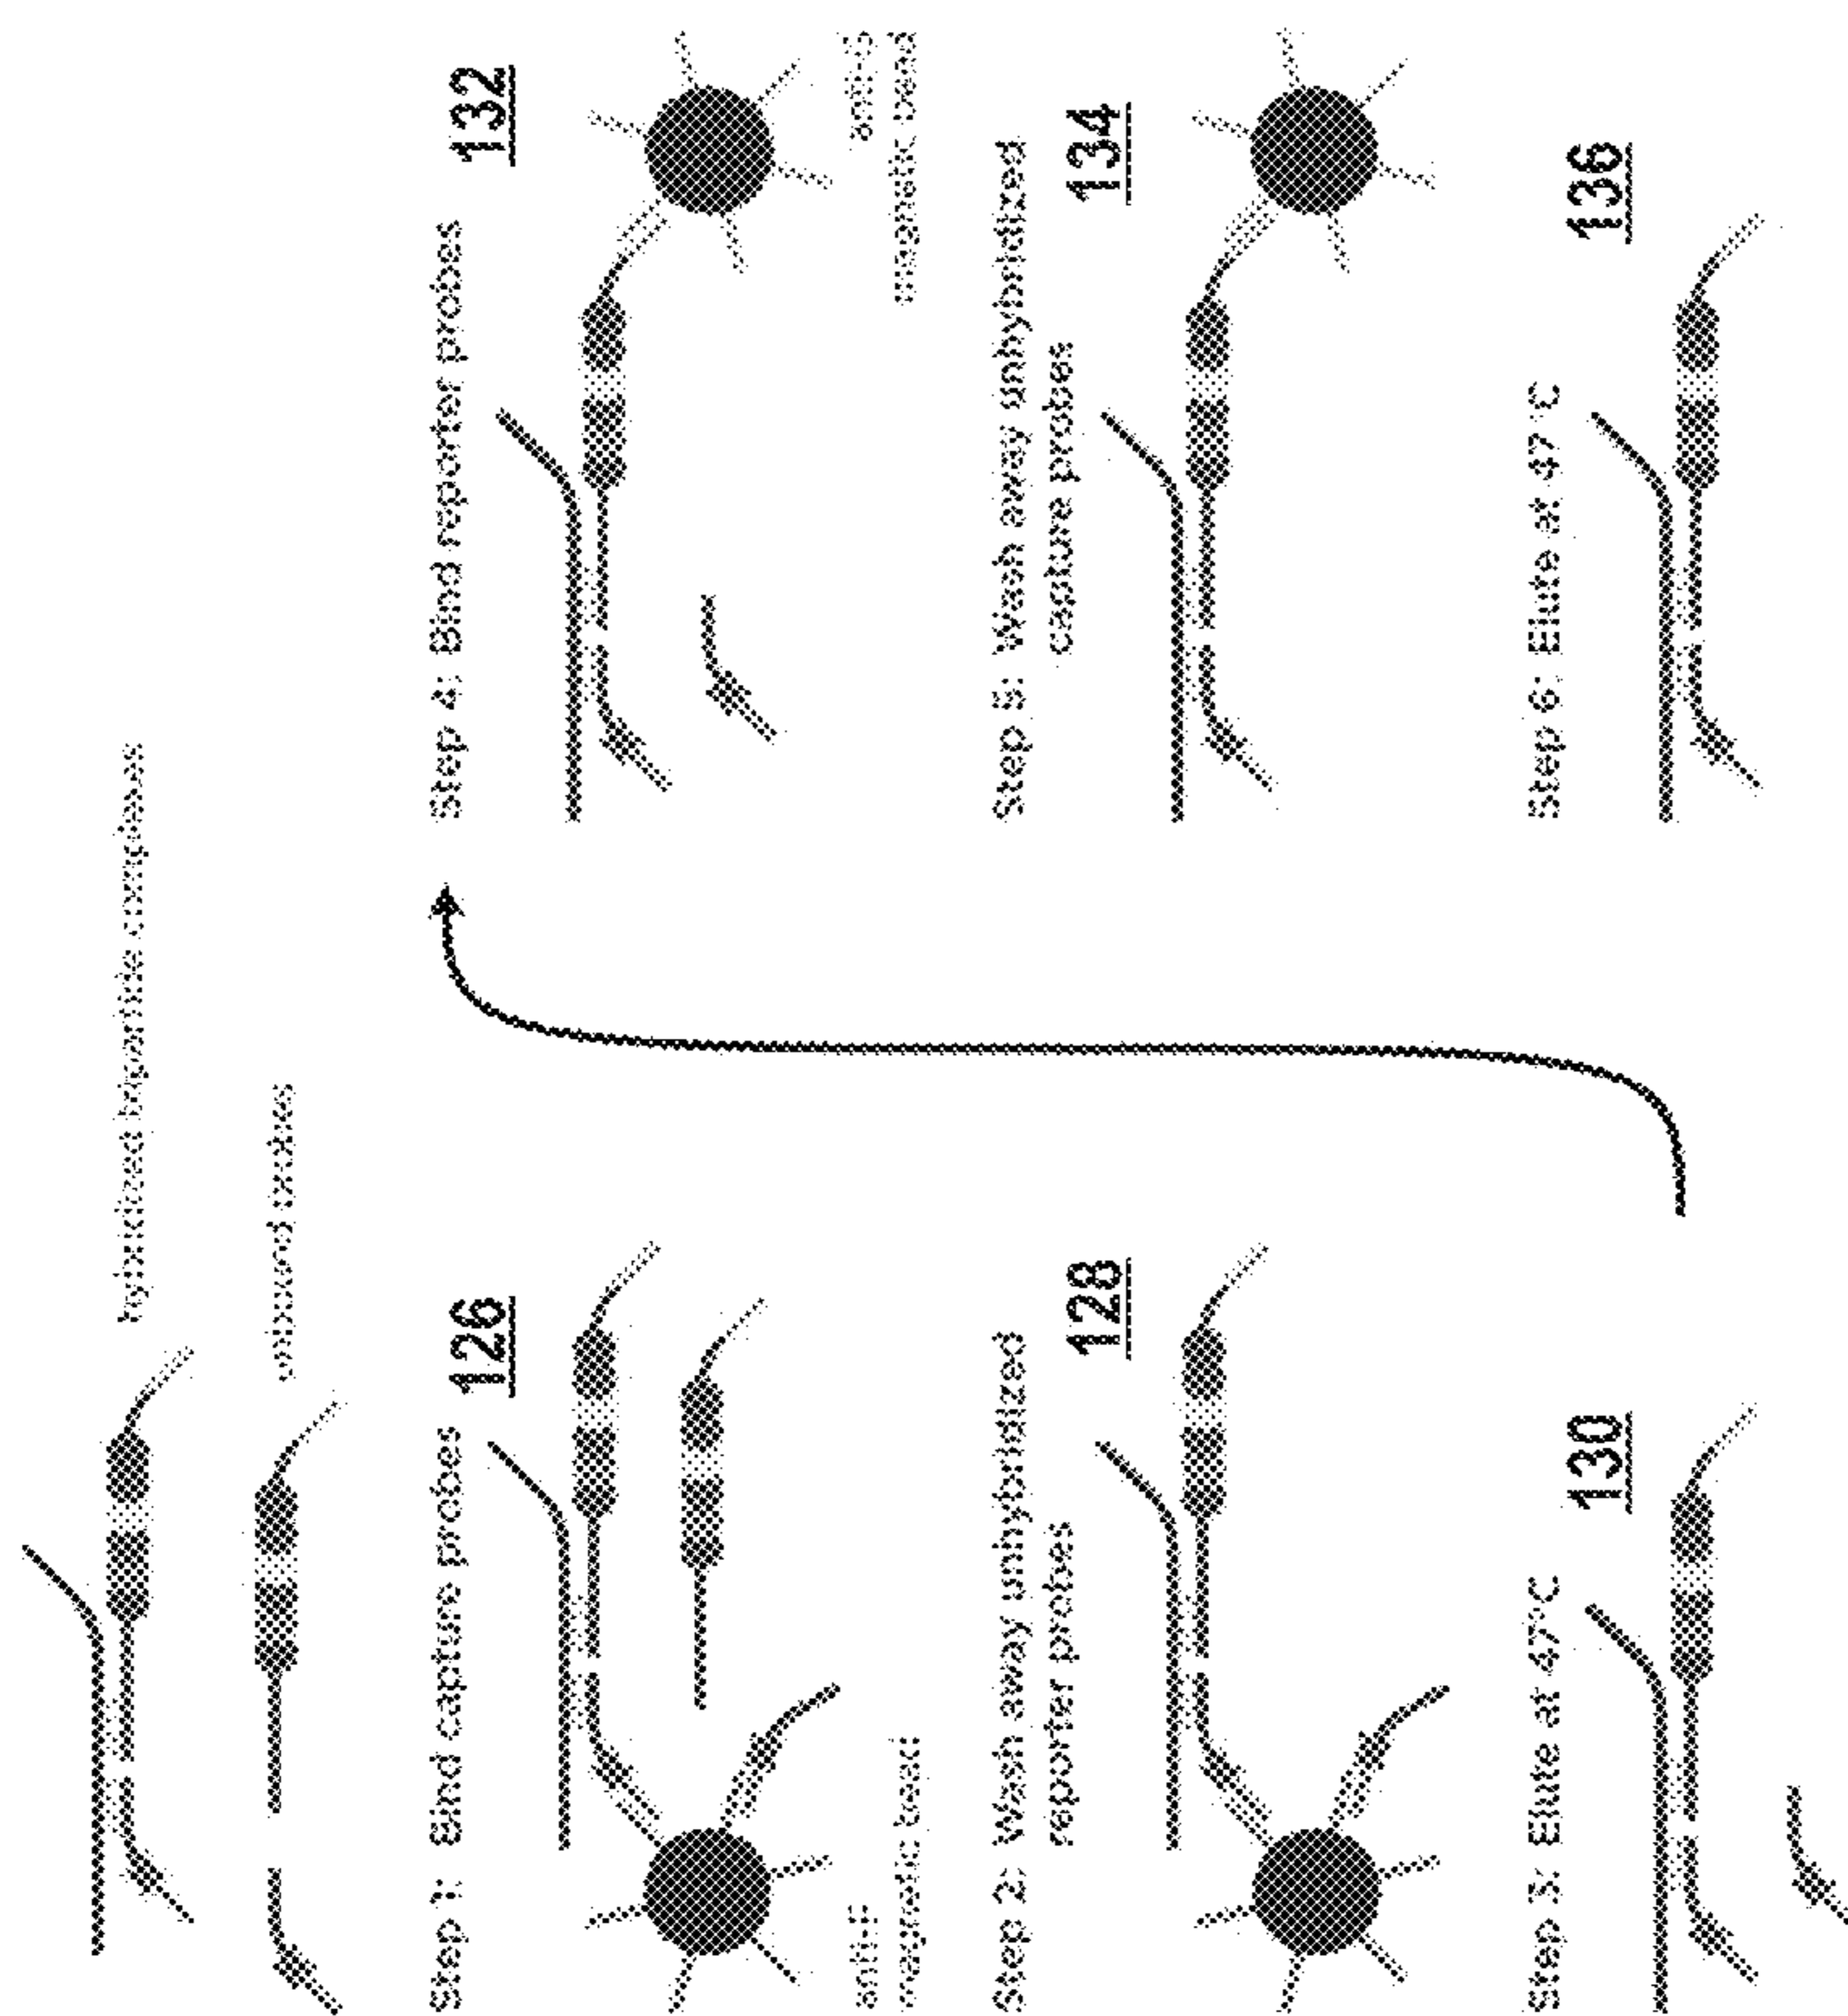 hybridized tripartite complexes
unbound excess
Step 1: Bind capture probes
126
anti-F
magnetic bead
Step 2: Wash away unhybridized
reporter probes
128
Step 3: Elute at 47°C
130
Step 4: Bind reporter probes
132
magnetic bead
Step 5: Wash away unhybridized
capture probes
134
Step 6: Elute at 47°C
136